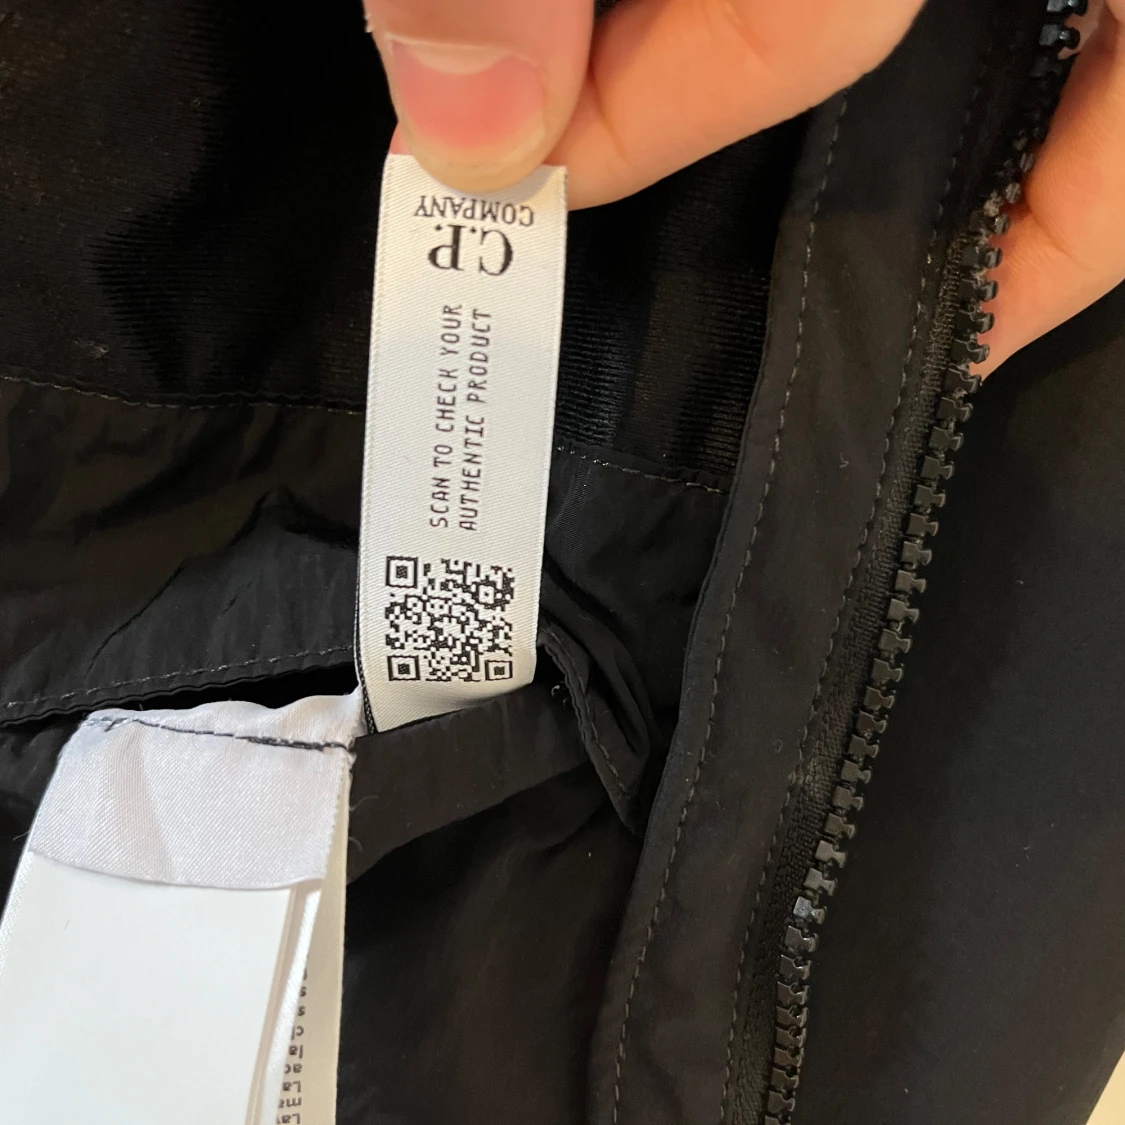 C.P.
COMPANY
SCAN TO CHECK YOUR
AUTHENTIC PRODUCT